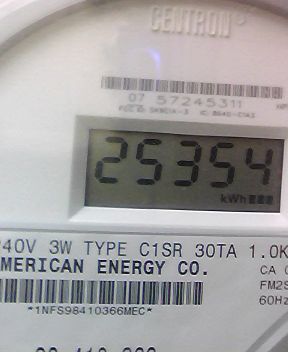 CENTRON®
07 57245311
25354
kWh
240V 3W TYPE C1SR 30TA 1.0K
AMERICAN ENERGY CO.
CA
FM2S
60Hz
*1NFS98410366MEC*